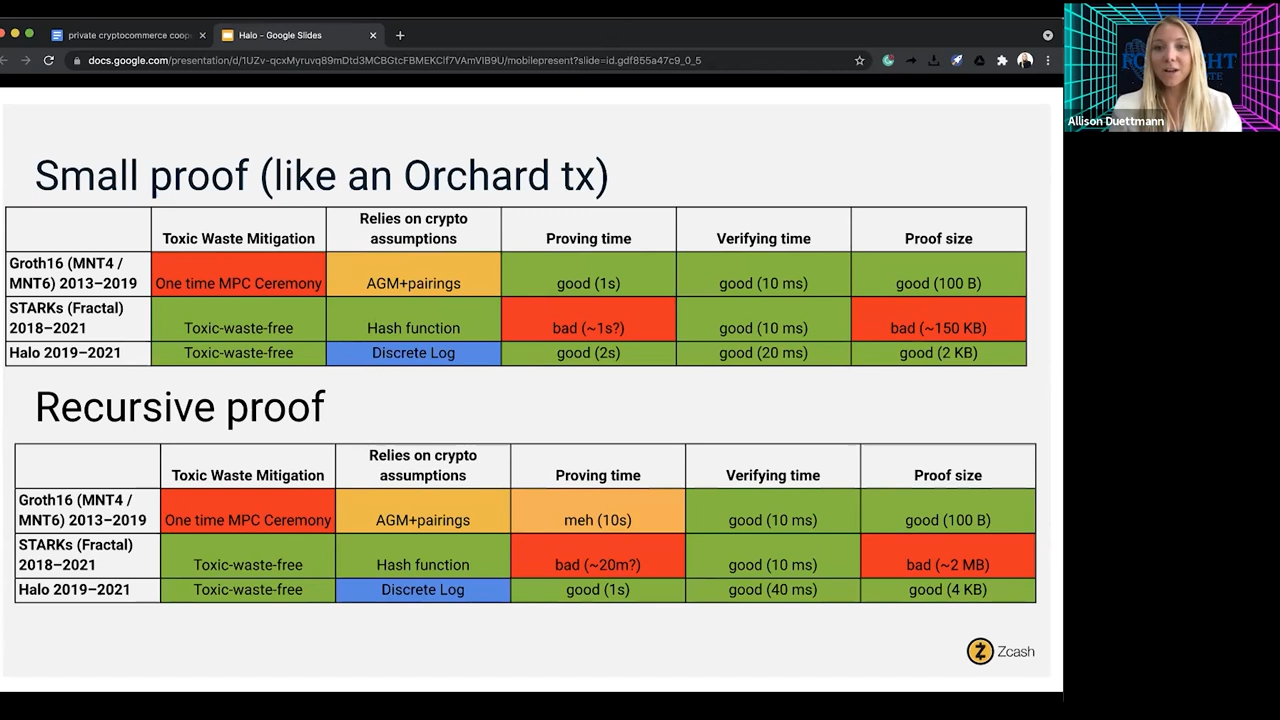 private cryptocommerce coop
Halo - Google Slides
docs.google.com/presentation/d/1UZv-qcxMyruvq89mDtd3MCBGtcFBMEKClf7VAmVIB9U/mobilepresent?slide=id.gdf855a47c9_0_5
Allison Duettmann
Small proof (like an Orchard tx)
Toxic Waste Mitigation
Relies on crypto
assumptions
Proving time
Verifying time
Proof size
Groth16 (MNT4 /
MNT6) 2013–2019
One time MPC Ceremony
AGM+pairings
good (1s)
good (10 ms)
good (100 B)
STARKs (Fractal)
2018–2021
Toxic-waste-free
Hash function
bad (~1s?)
good (10 ms)
bad (~150 KB)
Halo 2019–2021
Toxic-waste-free
Discrete Log
good (2s)
good (20 ms)
good (2 KB)
Recursive proof
Toxic Waste Mitigation
Relies on crypto
assumptions
Proving time
Verifying time
Proof size
Groth16 (MNT4 /
MNT6) 2013–2019
One time MPC Ceremony
AGM+pairings
meh (10s)
good (10 ms)
good (100 B)
STARKs (Fractal)
2018–2021
Toxic-waste-free
Hash function
bad (~20m?)
good (10 ms)
bad (~2 MB)
Halo 2019–2021
Toxic-waste-free
Discrete Log
good (1s)
good (40 ms)
good (4 KB)
Zcash